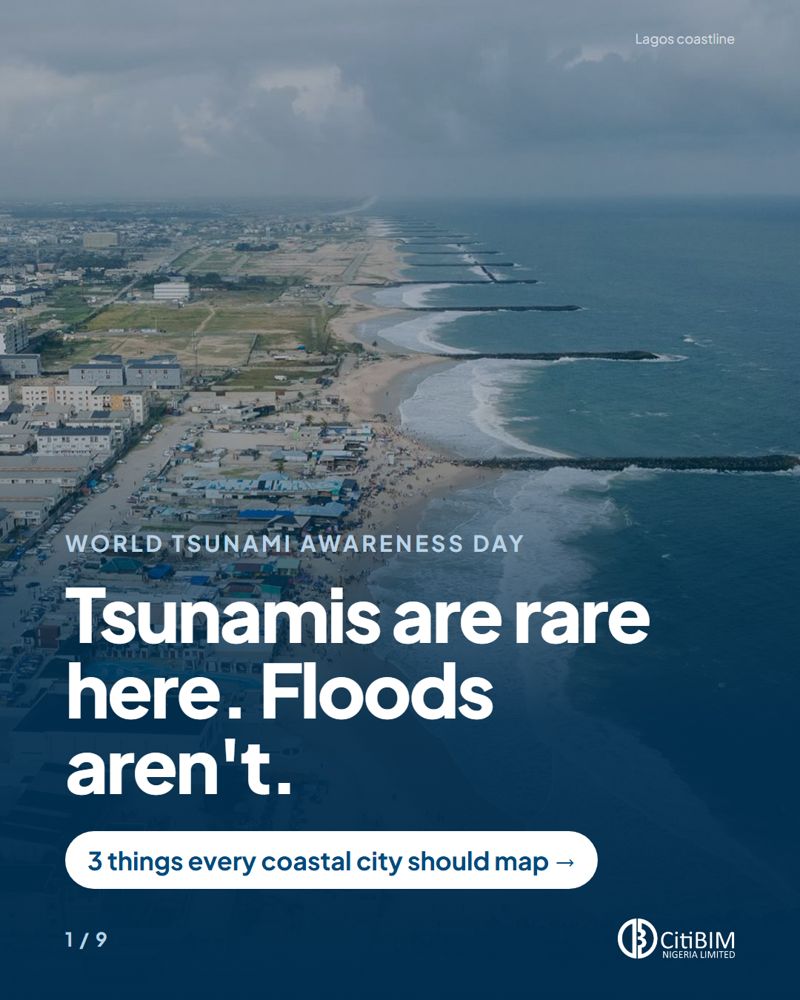 Lagos coastline
WORLD TSUNAMI AWARENESS DAY
Tsunamis are rare
here. Floods
aren't.
3 things every coastal city should map →
1 / 9
CitiBIM
NIGERIA LIMITED